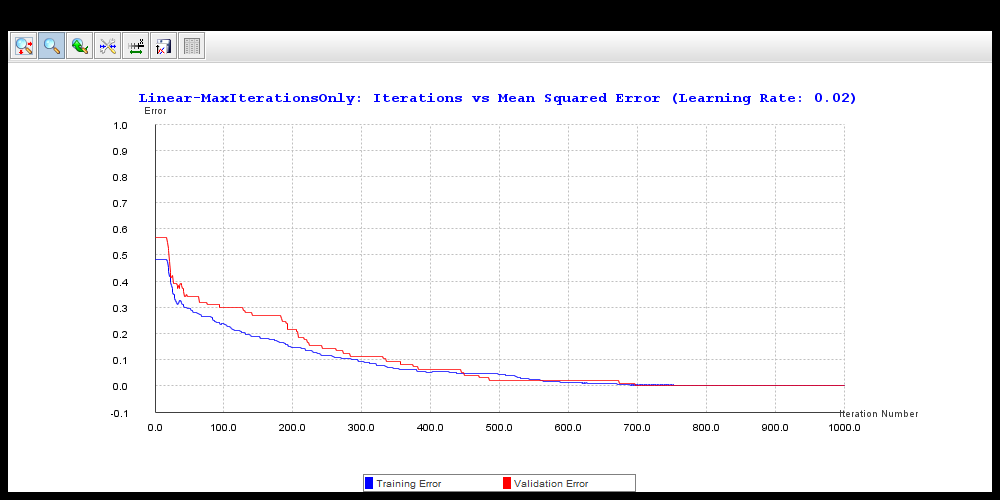 Linear-MaxIterationsOnly: Iterations vs Mean Squared Error (Learning Rate: 0.02)
Error
1.0
0.9
0.8
0.7
0.6
0.5
0.4
0.3
0.2
0.1
0.0
-0.1
Iteration Number
0.0 100.0 200.0 300.0 400.0 500.0 600.0 700.0 800.0 900.0 1000.0
Training Error Validation Error